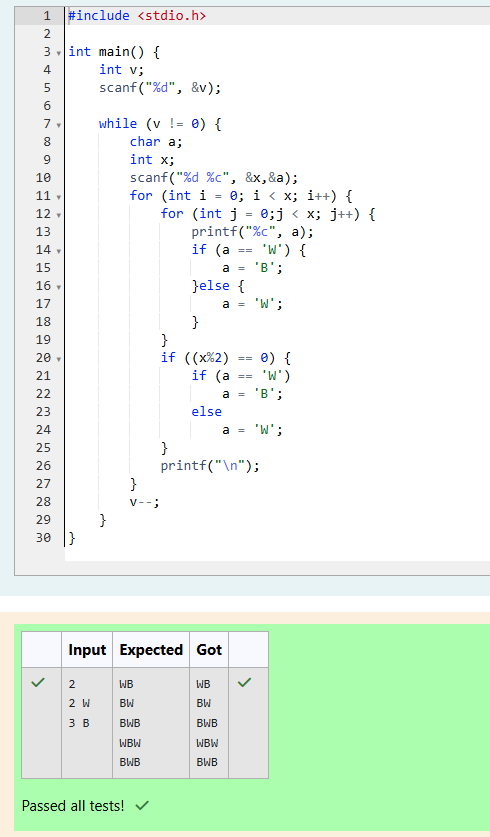 1 #include <stdio.h>
2
3 int main() {
4     int v;
5     scanf("%d", &v);
6
7     while (v != 0) {
8         char a;
9         int x;
10         scanf("%d %c", &x,&a);
11         for (int i = 0; i < x; i++) {
12             for (int j = 0;j < x; j++) {
13                 printf("%c", a);
14                 if (a == 'W') {
15                     a = 'B';
16                 }else {
17                     a = 'W';
18                 }
19             }
20             if ((x%2) == 0) {
21                 if (a == 'W')
22                     a = 'B';
23                 else
24                     a = 'W';
25             }
26             printf("\n");
27         }
28         v--;
29     }
30 }
Input Expected Got
2 WB WB
2 W BW BW
3 B BWB BWB
WBW WBW
BWB BWB
Passed all tests!